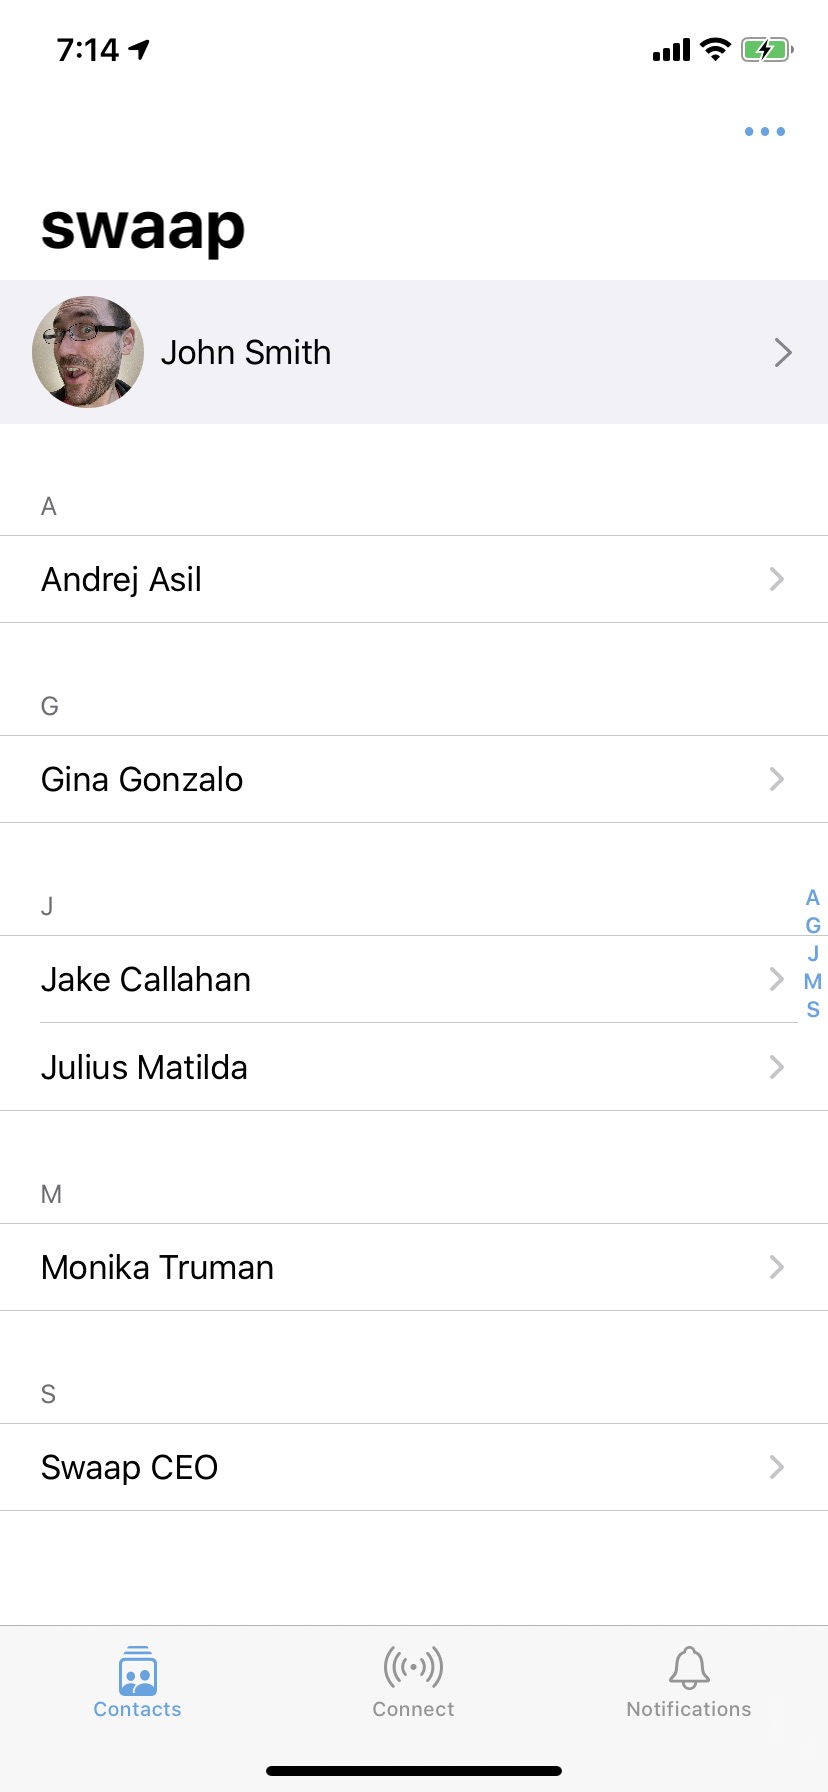 7:14
swaap
John Smith
A
Andrej Asil
G
Gina Gonzalo
J
Jake Callahan
Julius Matilda
M
Monika Truman
S
Swaap CEO
A
G
J
M
S
Contacts
Connect
Notifications